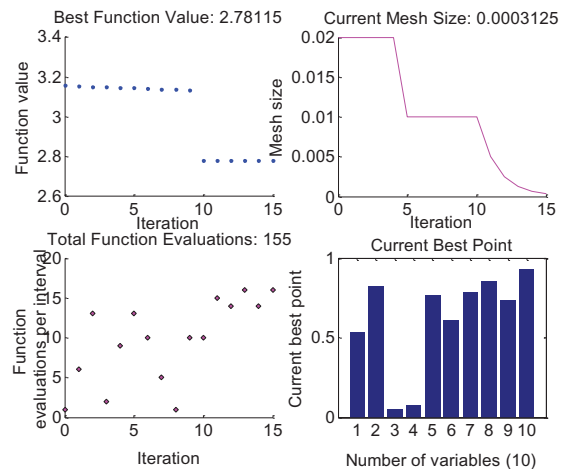 Best Function Value: 2.78115
3.4
3.2
3
2.8
2.6
Function value
0
5
10
15
Iteration
Current Mesh Size: 0.0003125
0.02
0.015
0.01
0.005
0
Mesh size
0
5
10
15
Iteration
Total Function Evaluations: 155
20
15
10
5
0
Function
evaluations per interval
0
5
10
15
Iteration
Current Best Point
1
0.5
0
Current best point
1 2 3 4 5 6 7 8 9 10
Number of variables (10)